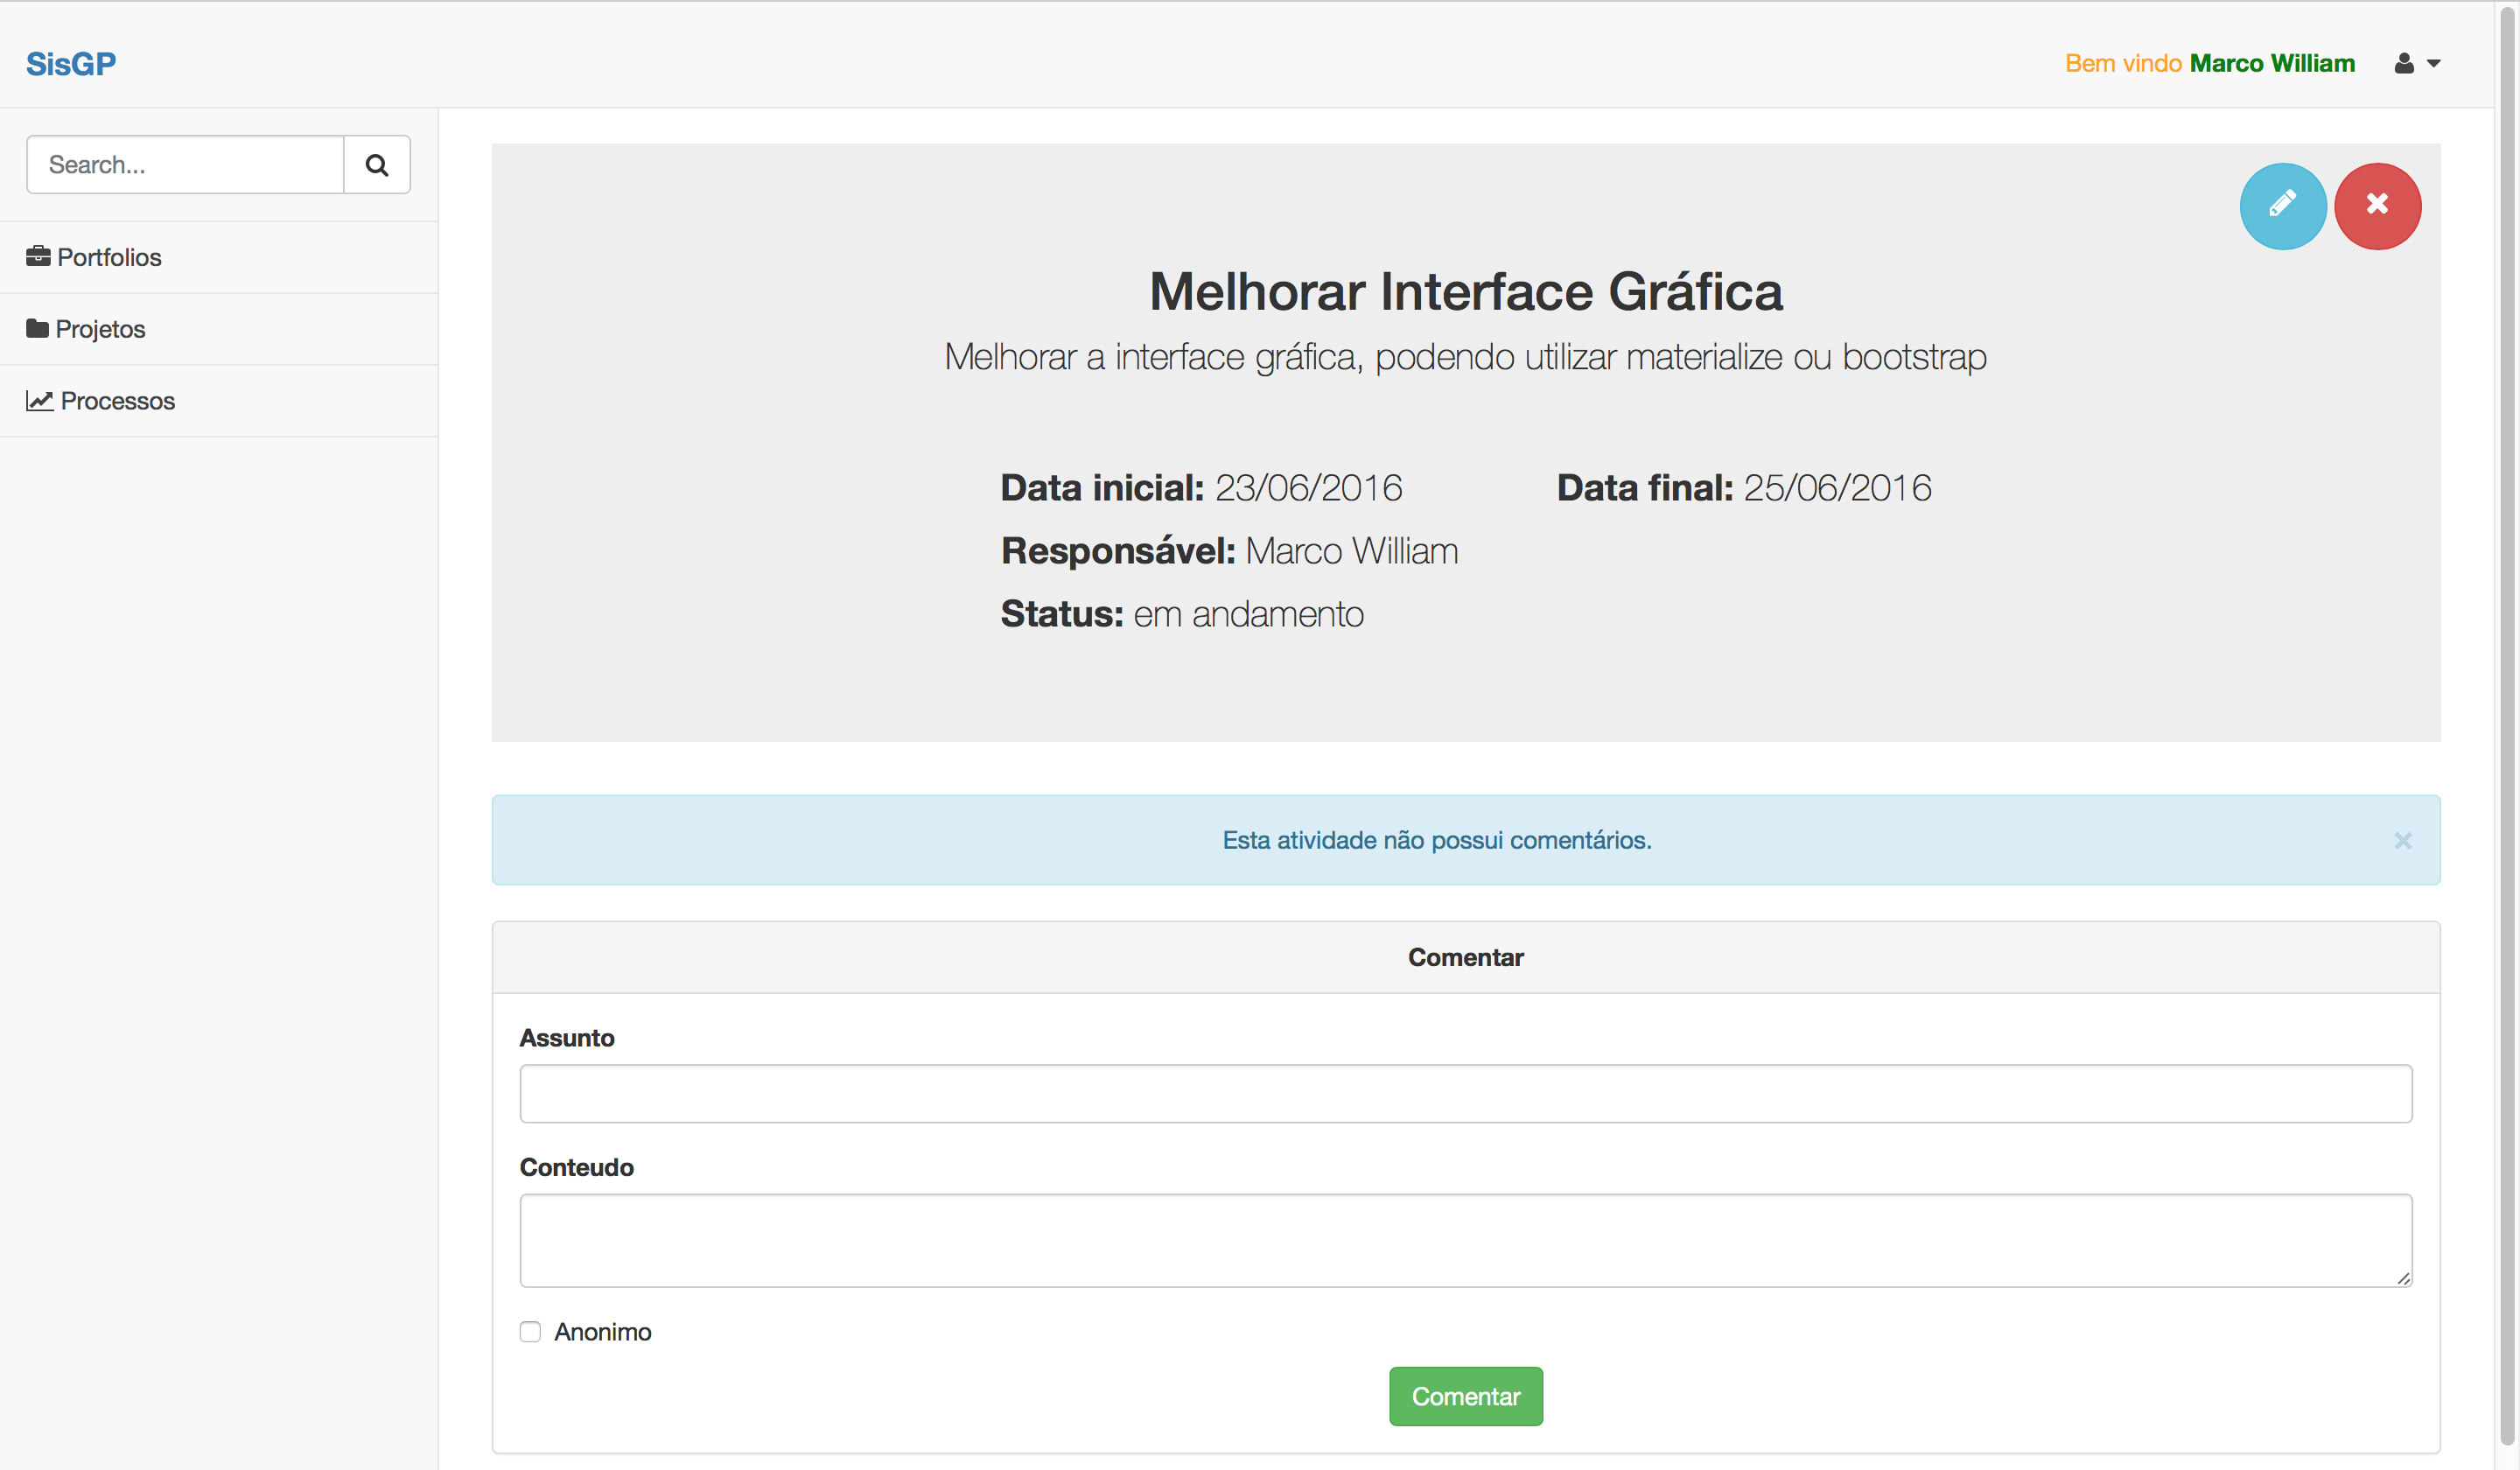 SisGP
Bem vindo Marco William
Search...
Portfolios
Projetos
Processos
Melhorar Interface Gráfica
Melhorar a interface gráfica, podendo utilizar materialize ou bootstrap
Data inicial: 23/06/2016
Data final: 25/06/2016
Responsável: Marco William
Status: em andamento
Esta atividade não possui comentários.
Comentar
Assunto
Conteudo
Anonimo
Comentar